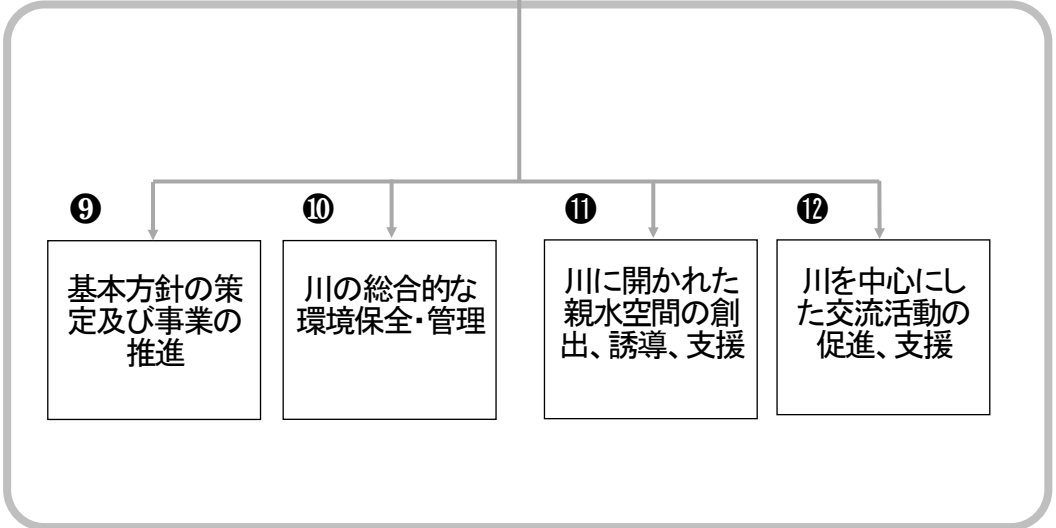 ❾
基本方針の策
定及び事業の
推進
❿
川の総合的な
環境保全・管理
⓫
川に開かれた
親水空間の創
出、誘導、支援
⓬
川を中心にし
た交流活動の
促進、支援